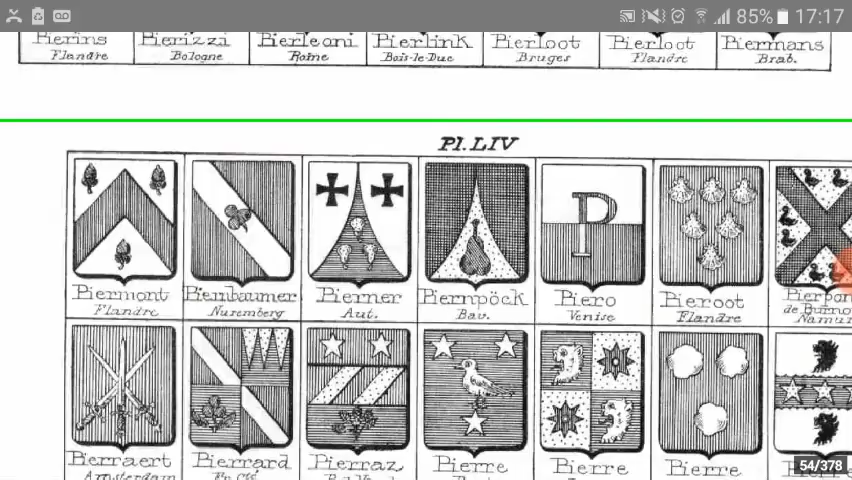 85% 17:17
Pierins Pierizzi Pierleoni Pierlink Pierloot Pierloot Piermans
Flandre Bologne Rome Bois-le-Duc Bruges Flandre Brab.
Pl. LIV
P
Piermont Piernbaumer Pierner Piernpöck Piero Pieroot
Flandre Nuremberg Aut. Bav. Venise Flandre Namur
Pierraert Pierrard Pierraz Pierre Pierre Pierre
Amsterdam
54/378